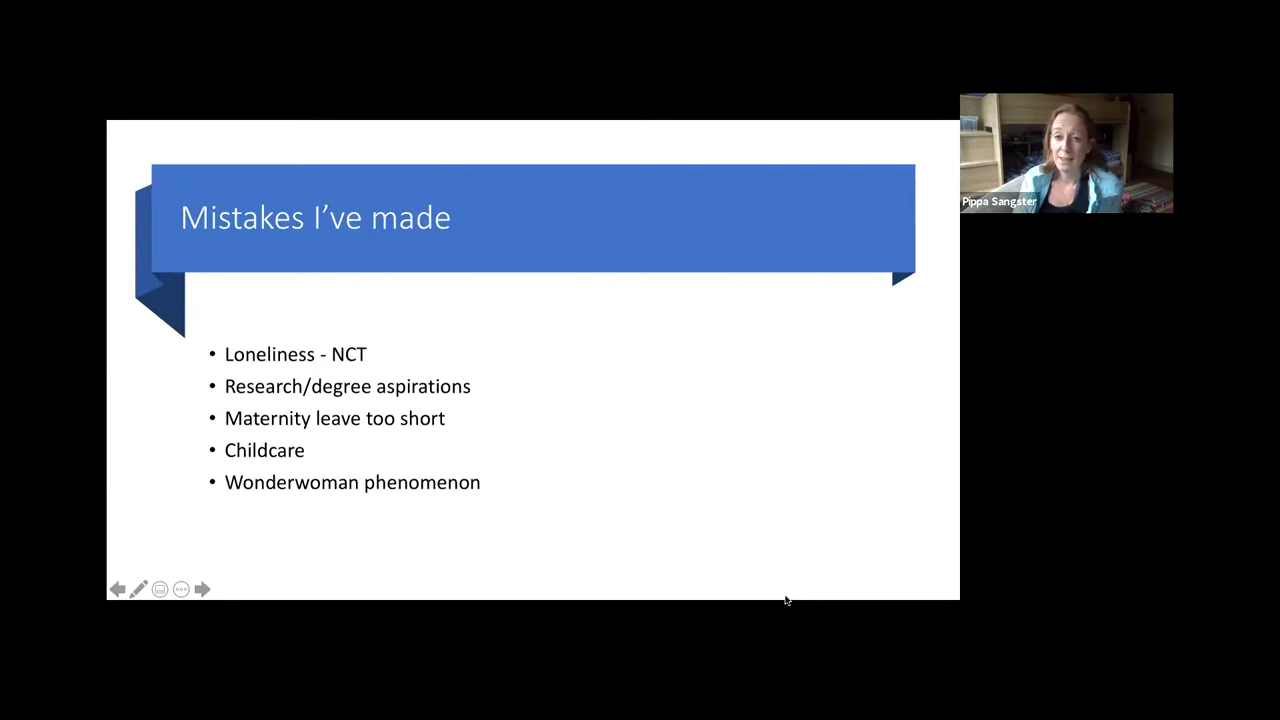 Mistakes I've made
Pippa Sangster
• Loneliness - NCT
• Research/degree aspirations
• Maternity leave too short
• Childcare
• Wonderwoman phenomenon